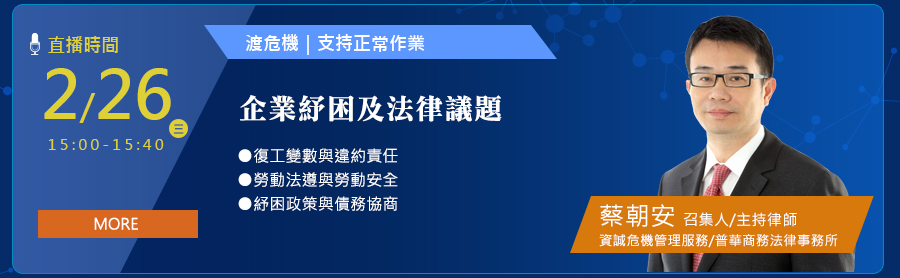 直播時間
2/26
三
15:00-15:40
MORE
渡危機｜支持正常作業
企業紓困及法律議題
●復工變數與違約責任
●勞動法遵與勞動安全
●紓困政策與債務協商
蔡朝安 召集人/主持律師
資誠危機管理服務/普華商務法律事務所